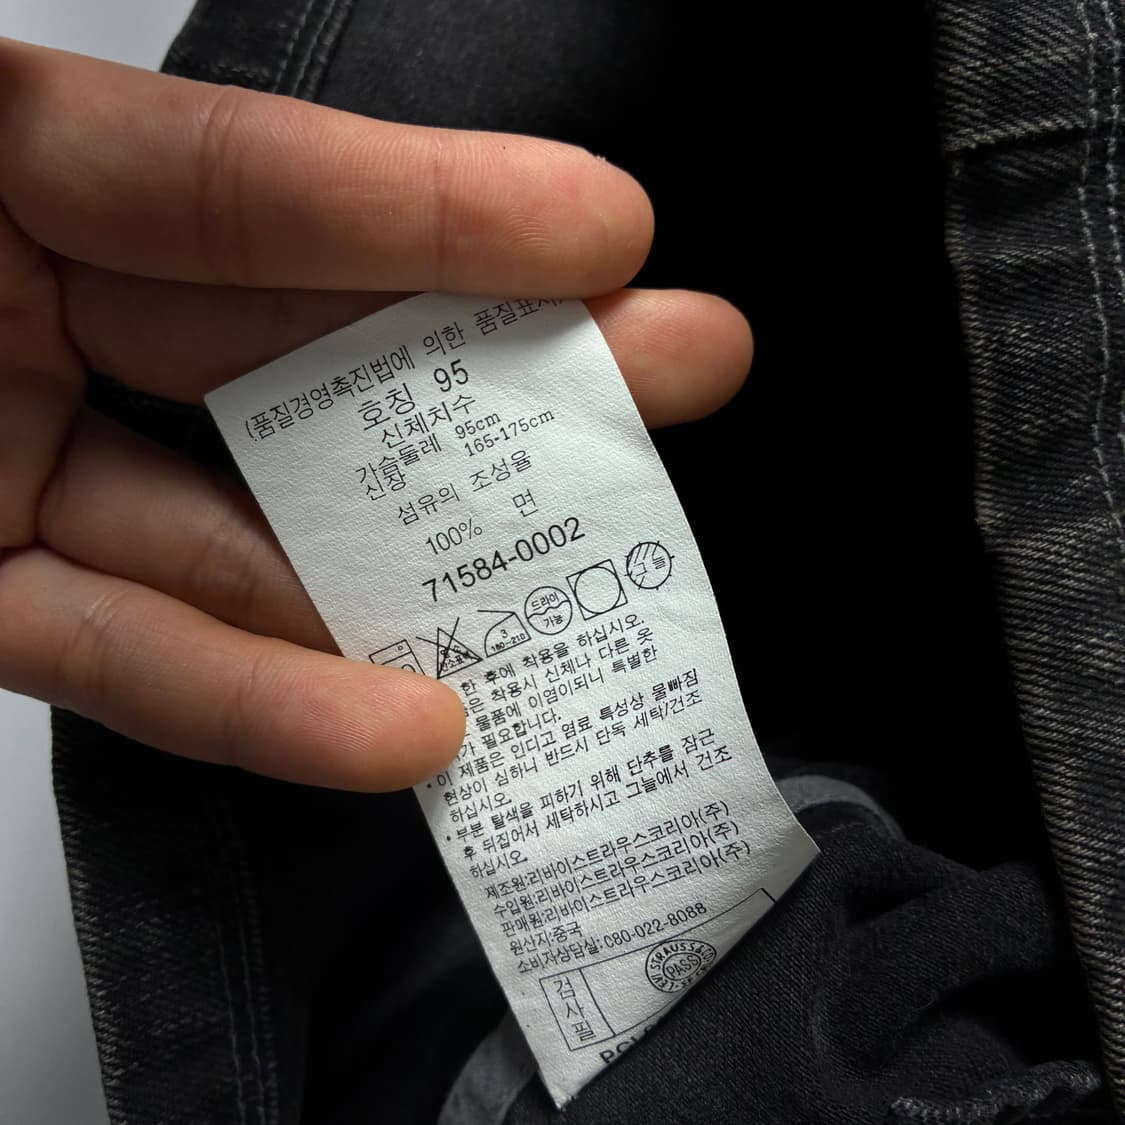 (품질경영촉진법에 의한 품질표시)
호칭 95
신체치수
가슴둘레 95cm
신장 165-175cm
섬유의 조성율
100% 면
71584-0002
3
180-210
드라이
가능
그늘
한 후에 착용을 하십시오.
은 착용시 신체나 다른 옷
물품에 이염이되니 특별한
가 필요합니다.
• 이 제품은 인디고 염료 특성상 물빠짐
현상이 심하니 반드시 단독 세탁/건조
하십시오.
• 부분 탈색을 피하기 위해 단추를 잠근
후 뒤집어서 세탁하시고 그늘에서 건조
하십시오.
제조원:리바이스트라우스코리아(주)
수입원:리바이스트라우스코리아(주)
판매원:리바이스트라우스코리아(주)
원산지:중국
소비자상담실:080-022-8088
검사필
LEVI STRAUSS&CO
PASS